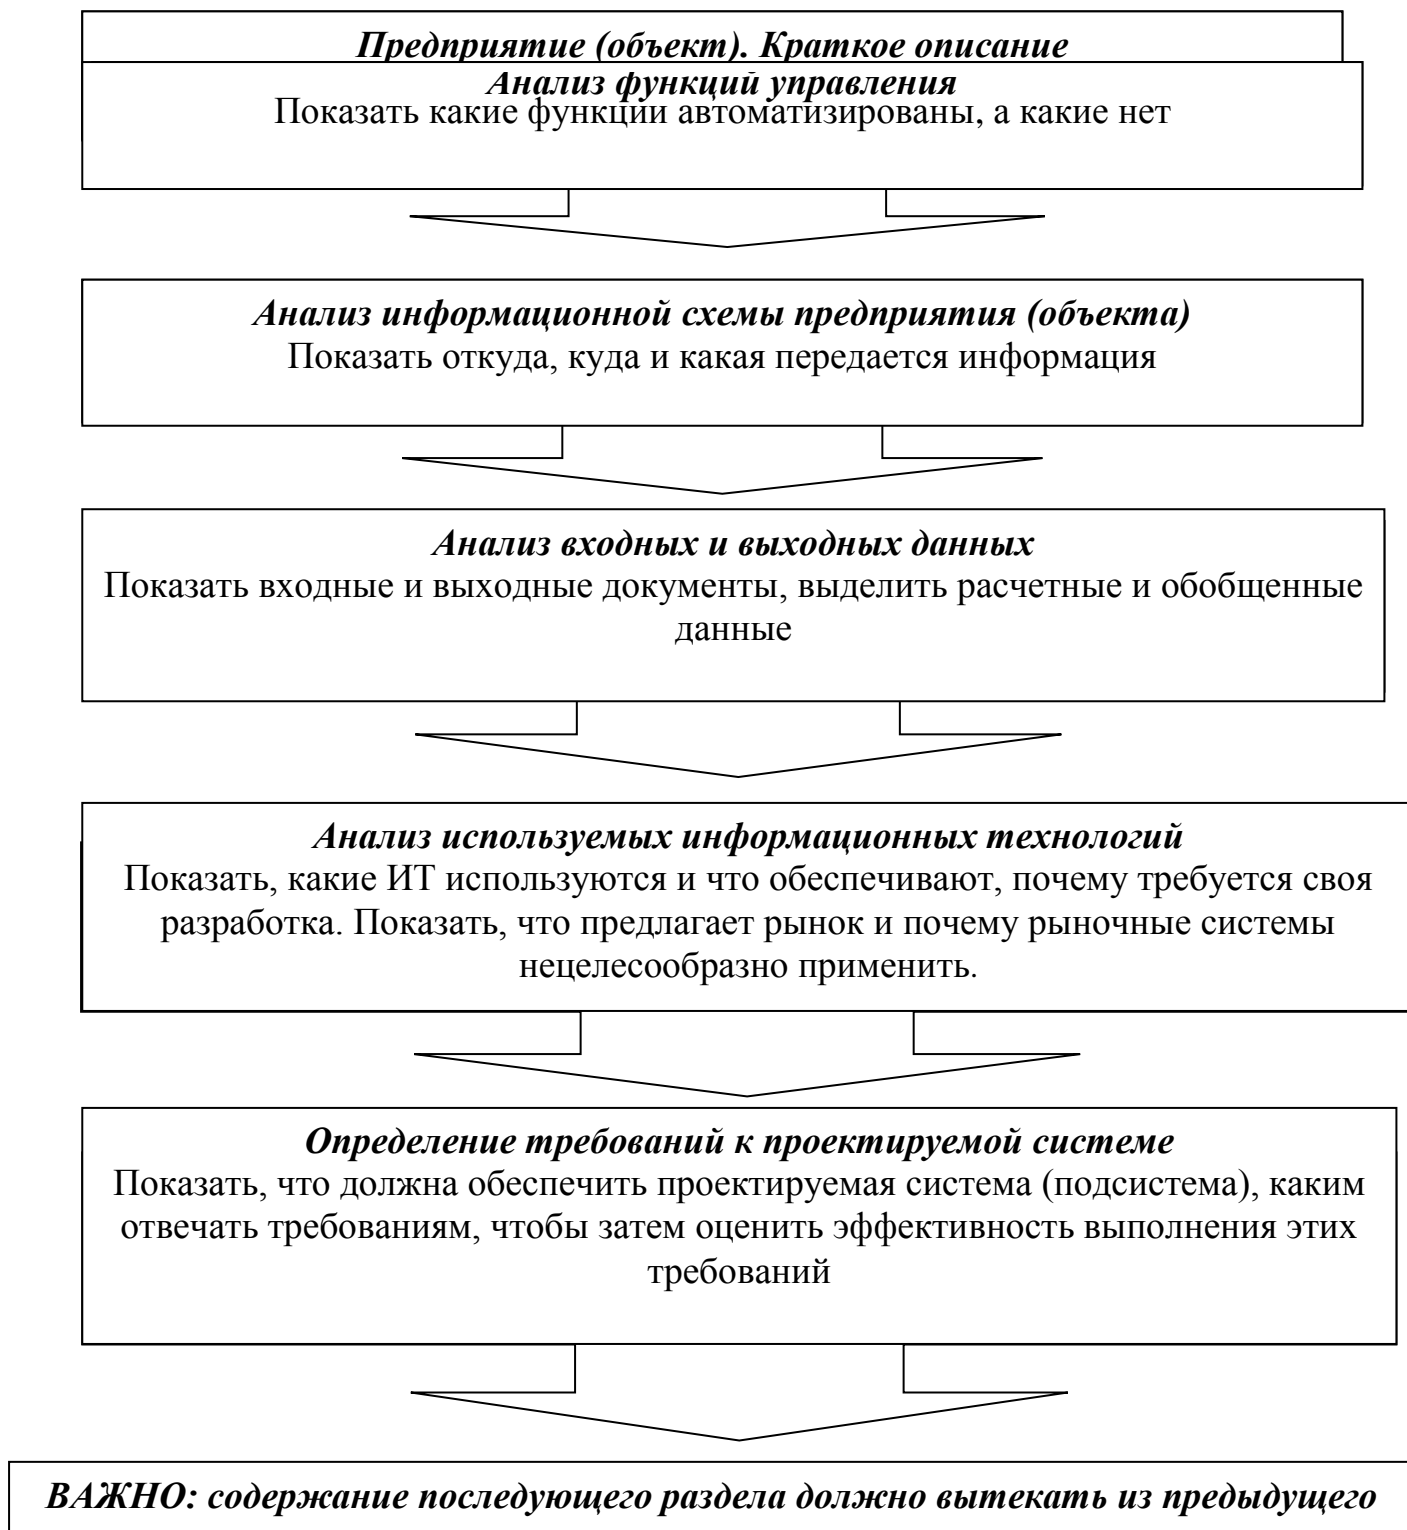 Предприятие (объект). Краткое описание
Анализ функций управления
Показать какие функции автоматизированы, а какие нет
Анализ информационной схемы предприятия (объекта)
Показать откуда, куда и какая передается информация
Анализ входных и выходных данных
Показать входные и выходные документы, выделить расчетные и обобщенные
данные
Анализ используемых информационных технологий
Показать, какие ИТ используются и что обеспечивают, почему требуется своя
разработка. Показать, что предлагает рынок и почему рыночные системы
нецелесообразно применить.
Определение требований к проектируемой системе
Показать, что должна обеспечить проектируемая система (подсистема), каким
отвечать требованиям, чтобы затем оценить эффективность выполнения этих
требований
ВАЖНО: содержание последующего раздела должно вытекать из предыдущего